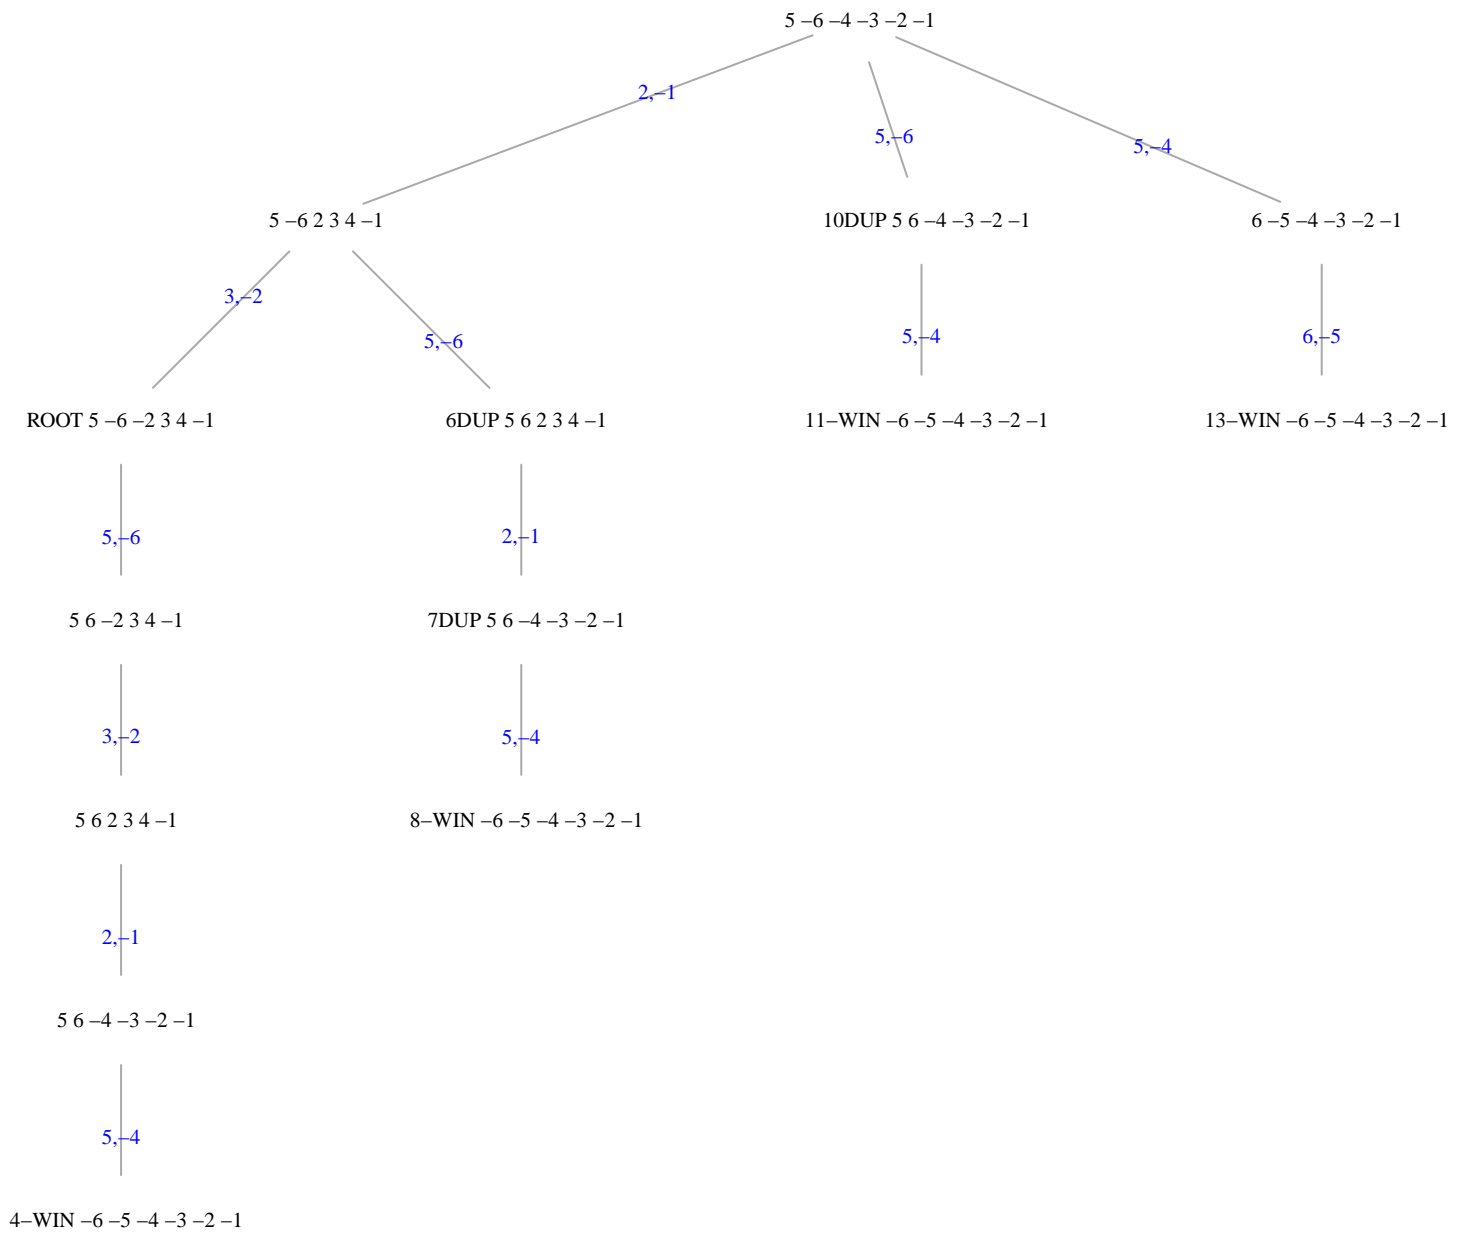 5 –6 –4 –3 –2 –1
2,–1
5,–6
5,–4
5 –6 2 3 4 –1
10DUP 5 6 –4 –3 –2 –1
6 –5 –4 –3 –2 –1
3,–2
5,–6
5,–4
6,–5
ROOT 5 –6 –2 3 4 –1
6DUP 5 6 2 3 4 –1
11–WIN –6 –5 –4 –3 –2 –1
13–WIN –6 –5 –4 –3 –2 –1
5,–6
2,–1
5 6 –2 3 4 –1
7DUP 5 6 –4 –3 –2 –1
3,–2
5,–4
5 6 2 3 4 –1
8–WIN –6 –5 –4 –3 –2 –1
2,–1
5 6 –4 –3 –2 –1
5,–4
4–WIN –6 –5 –4 –3 –2 –1